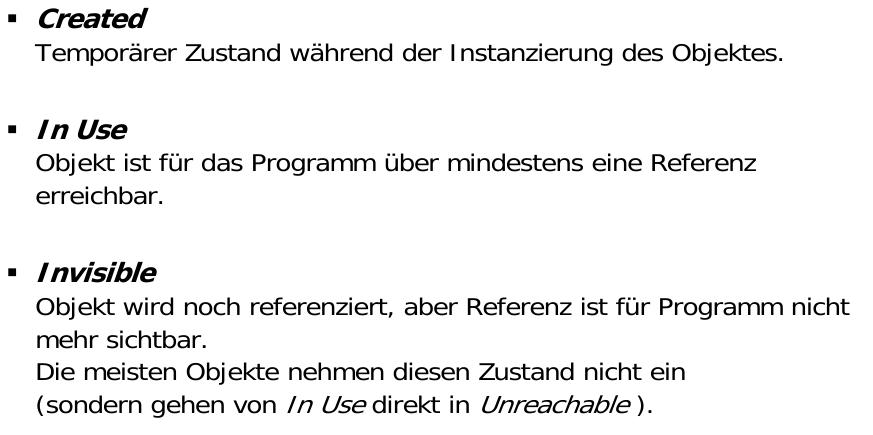 ▪ Created
Temporärer Zustand während der Instanzierung des Objektes.
▪ In Use
Objekt ist für das Programm über mindestens eine Referenz
erreichbar.
▪ Invisible
Objekt wird noch referenziert, aber Referenz ist für Programm nicht
mehr sichtbar.
Die meisten Objekte nehmen diesen Zustand nicht ein
(sondern gehen von In Use direkt in Unreachable ).